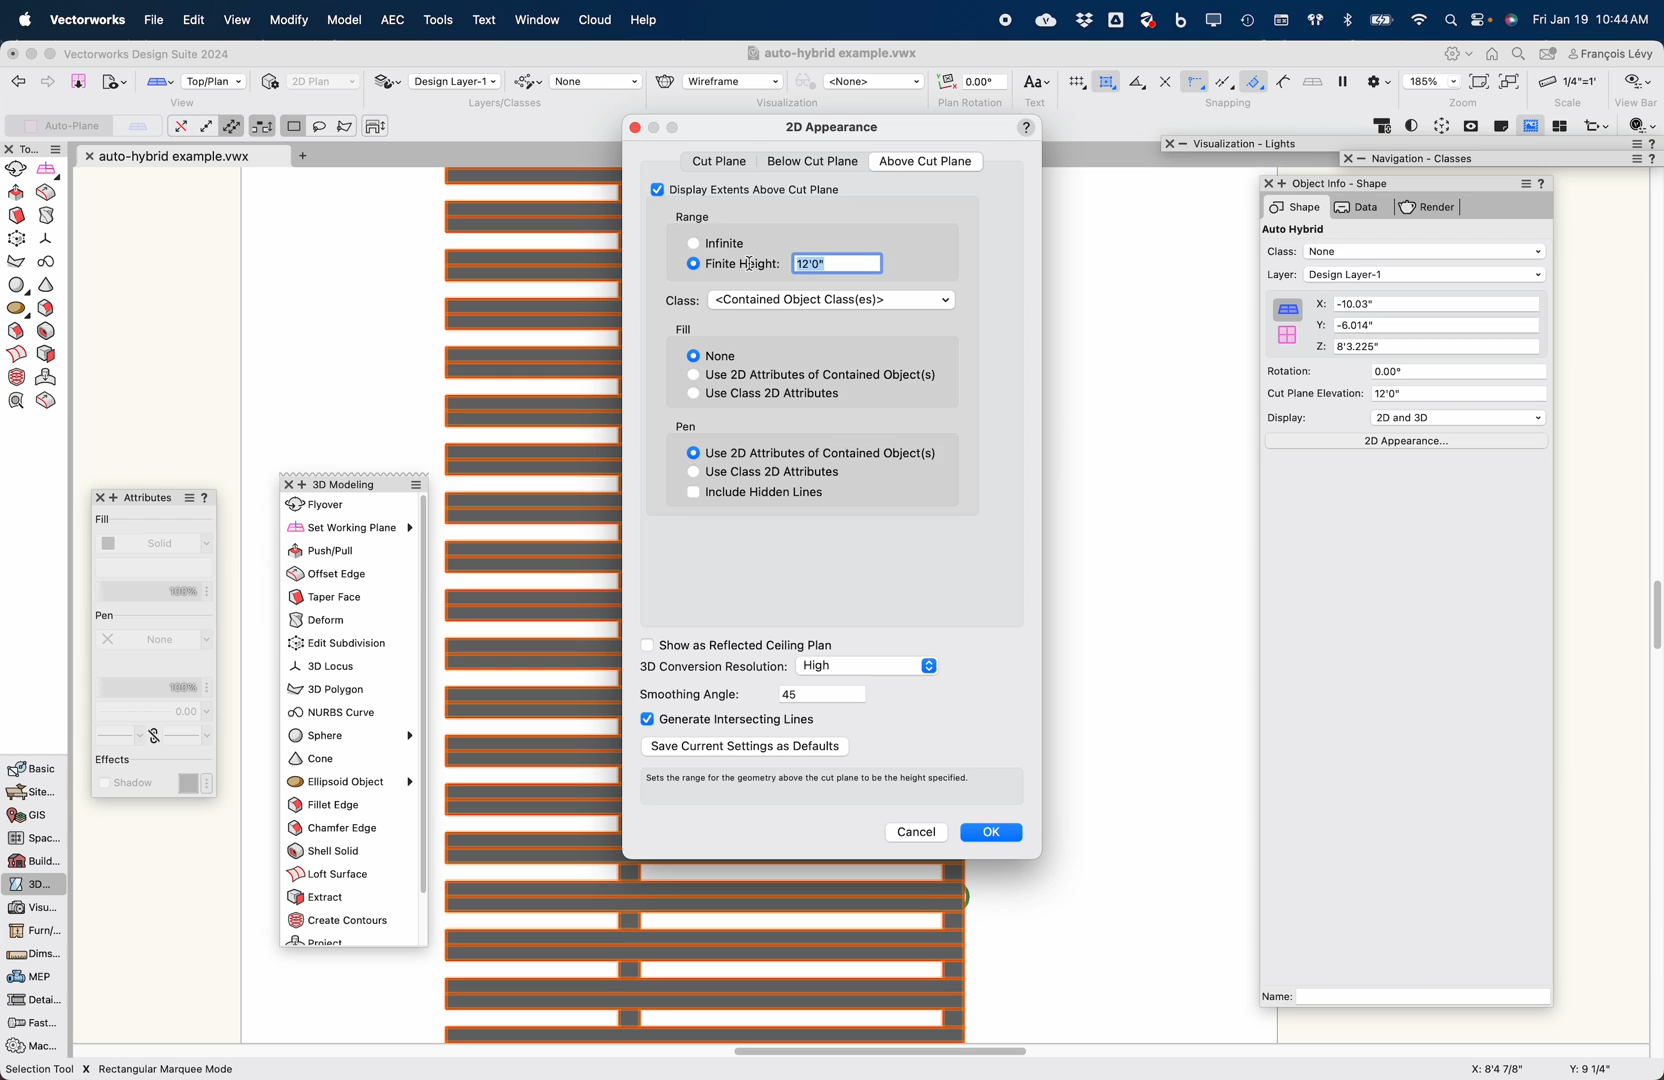 Vectorworks File Edit View Modify Model AEC Tools Text Window Cloud Help Fri Jan 19 10:44 AM
Vectorworks Design Suite 2024 auto-hybrid example.vwx François Lévy
Top/Plan 2D Plan Design Layer-1 None Wireframe <None> 0.00° Aa 185% 1/4"=1'
View Layers/Classes Visualization Plan Rotation Text Snapping Zoom Scale View Bar
Auto-Plane
2D Appearance ?
To... auto-hybrid example.vwx +
Visualization - Lights ?
Navigation - Classes ?
Cut Plane Below Cut Plane Above Cut Plane
Display Extents Above Cut Plane
Range
Infinite
Finite Height: 12'0"
Class: <Contained Object Class(es)>
Fill
None
Use 2D Attributes of Contained Object(s)
Use Class 2D Attributes
Pen
Use 2D Attributes of Contained Object(s)
Use Class 2D Attributes
Include Hidden Lines
Show as Reflected Ceiling Plan
3D Conversion Resolution: High
Smoothing Angle: 45
Generate Intersecting Lines
Save Current Settings as Defaults
Sets the range for the geometry above the cut plane to be the height specified.
Cancel OK
Object Info - Shape ?
Shape Data Render
Auto Hybrid
Class: None
Layer: Design Layer-1
X: -10.03"
Y: -6.014"
Z: 8'3.225"
Rotation: 0.00°
Cut Plane Elevation: 12'0"
Display: 2D and 3D
2D Appearance...
Name:
Attributes ?
Fill
Solid
100%
Pen
None
100%
0.00
Effects
Shadow
3D Modeling
Flyover
Set Working Plane
Push/Pull
Offset Edge
Taper Face
Deform
Edit Subdivision
3D Locus
3D Polygon
NURBS Curve
Sphere
Cone
Ellipsoid Object
Fillet Edge
Chamfer Edge
Shell Solid
Loft Surface
Extract
Create Contours
Project
Basic
Site...
GIS
Spac...
Build...
3D...
Visu...
Furn/...
Dims...
MEP
Detai...
Fast...
Mac...
Selection Tool X Rectangular Marquee Mode X: 8'4 7/8" Y: 9 1/4"